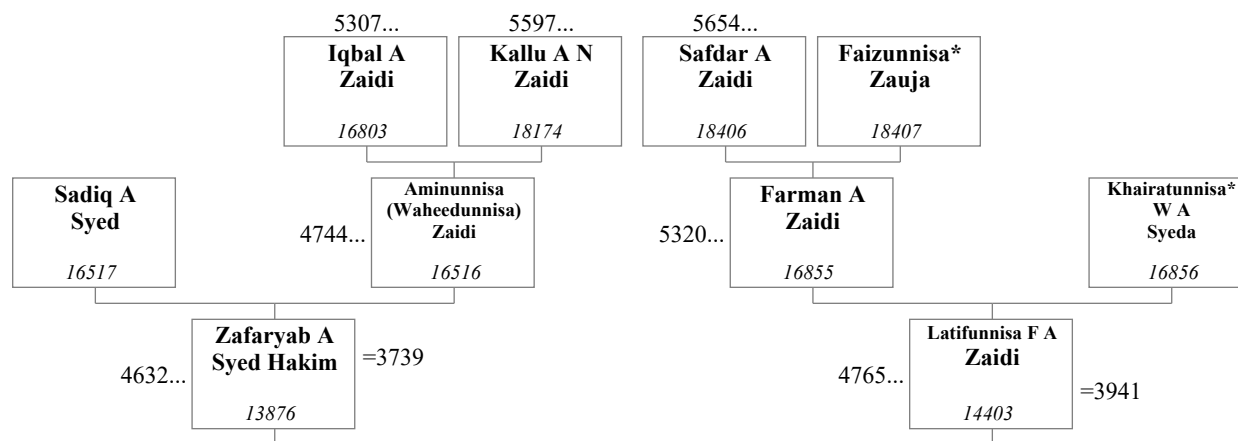 5307...
5597...
5654...
Iqbal A
Zaidi
16803
Kallu A N
Zaidi
18174
Safdar A
Zaidi
18406
Faizunnisa*
Zauja
18407
Sadiq A
Syed
16517
4744...
Aminunnisa
(Waheedunnisa)
Zaidi
16516
5320...
Farman A
Zaidi
16855
Khairatunnisa*
W A
Syeda
16856
4632...
Zafaryab A
Syed Hakim
13876
=3739
4765...
Latifunnisa F A
Zaidi
14403
=3941